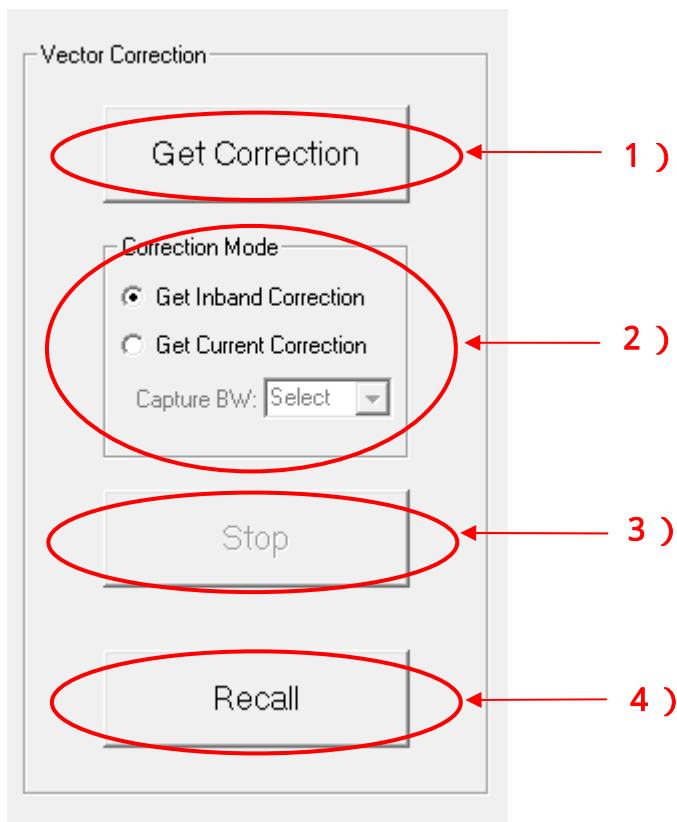 Vector Correction
Get Correction
1 )
Correction Mode
Get Inband Correction
Get Current Correction
2 )
Capture BW: Select
Stop
3 )
Recall
4 )